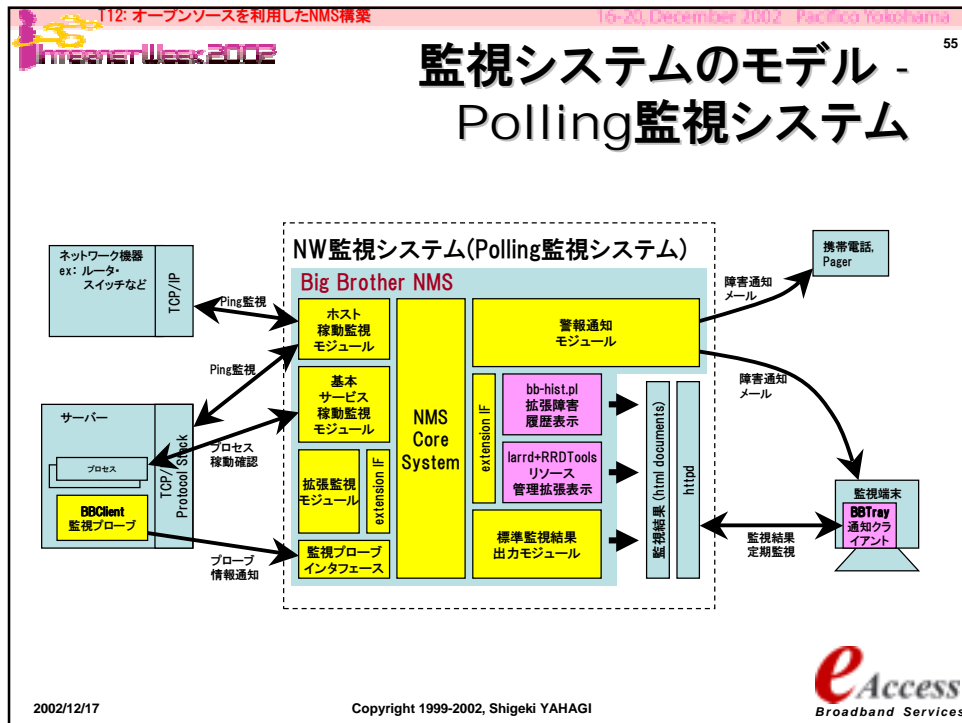 T12: オープンソースを利用したNMS構築
16-20, December 2002 Pacifico Yokohama
InternetWeek 2002
55
監視システムのモデル -
Polling監視システム
NW監視システム(Polling監視システム)
Big Brother NMS
ネットワーク機器
ex: ルータ・
スイッチなど
TCP/IP
Ping監視
Ping監視
サーバー
プロセス
BBClient
監視プローブ
TCP/
Protocol Stack
プロセス
稼動確認
プローブ
情報通知
ホスト
稼動監視
モジュール
基本
サービス
稼動監視
モジュール
拡張監視
モジュール
extension IF
監視プローブ
インタフェース
NMS
Core
System
警報通知
モジュール
extension IF
bb-hist.pl
拡張障害
履歴表示
larrd+RRDTools
リソース
管理拡張表示
標準監視結果
出力モジュール
監視結果 (html documents)
httpd
障害通知
メール
携帯電話,
Pager
障害通知
メール
監視結果
定期監視
監視端末
BBTray
通知クラ
イアント
2002/12/17
Copyright 1999-2002, Shigeki YAHAGI
eAccess
Broadband Services